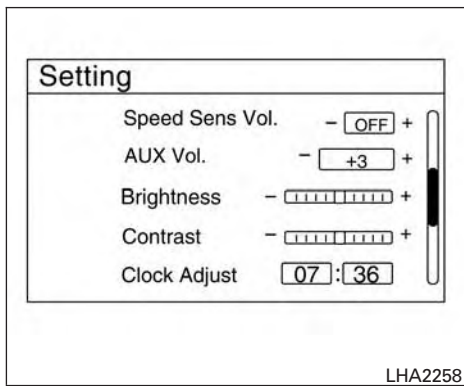 Setting
Speed Sens Vol. - OFF +
AUX Vol. - +3 +
Brightness - +
Contrast - +
Clock Adjust 07 : 36
LHA2258